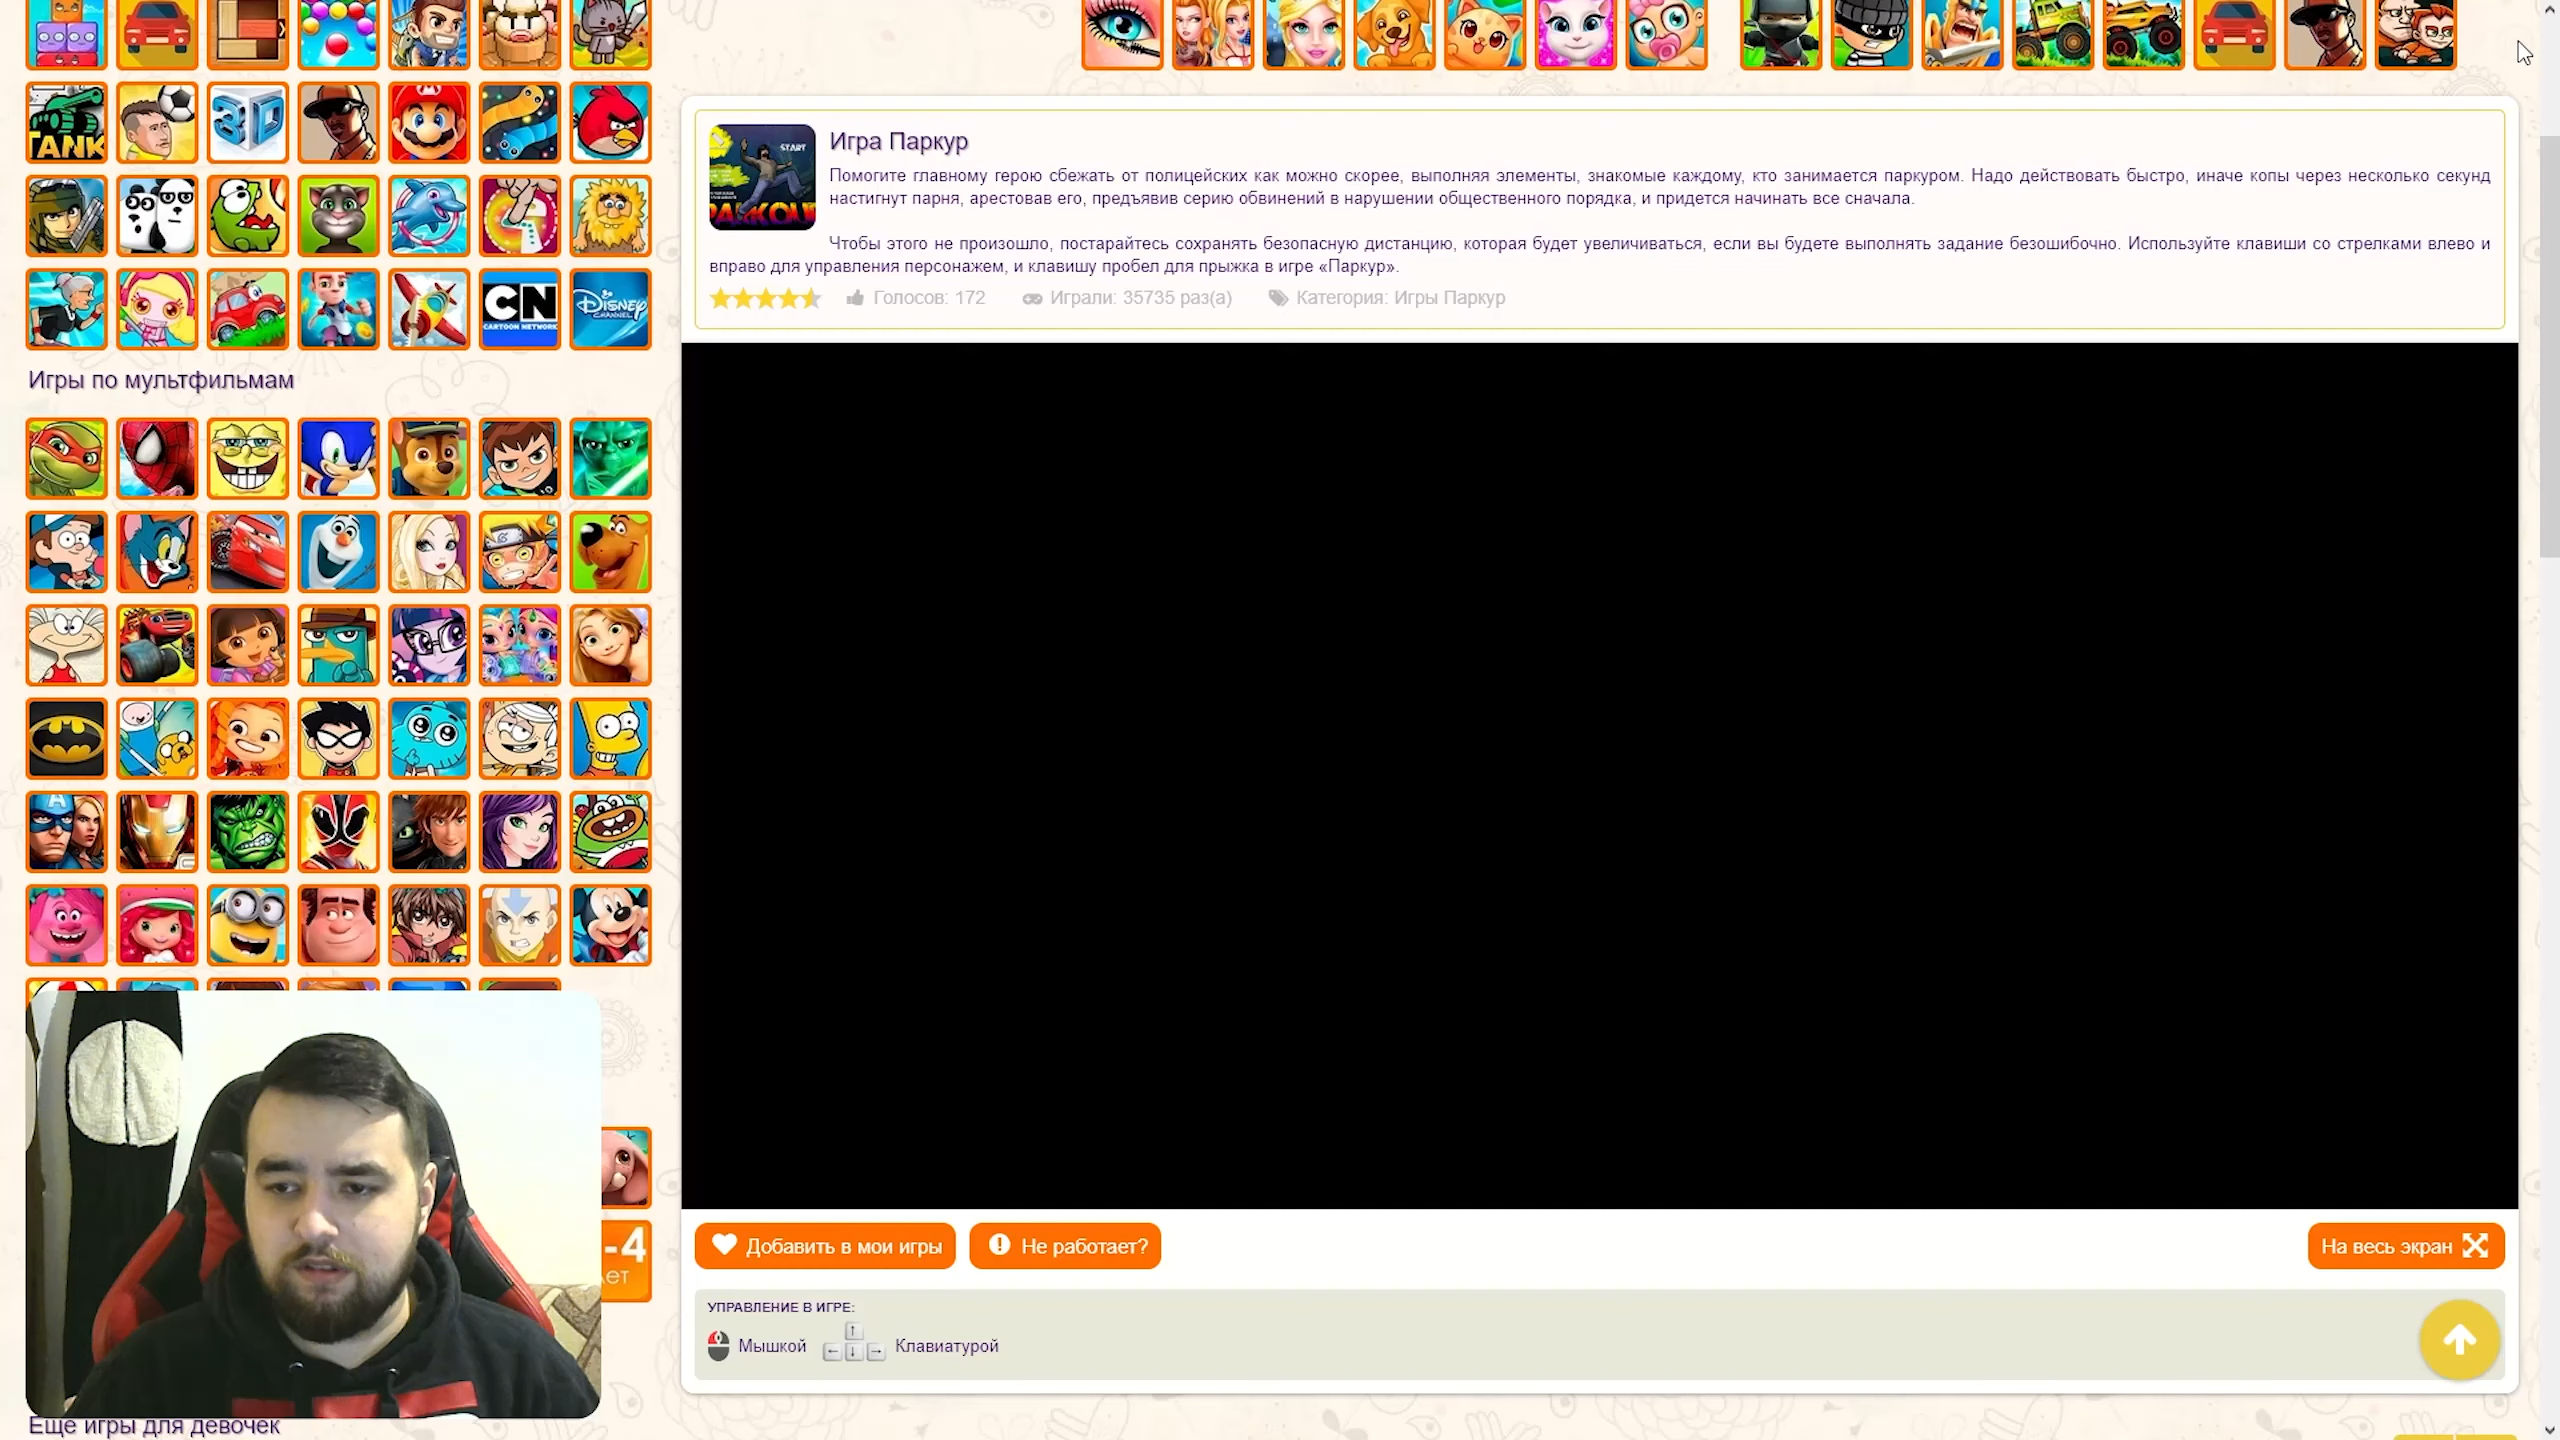 TANK
3D
CN
CARTOON NETWORK
DISNEY
CHANNEL
Игры по мультфильмам
START
Игра Паркур
Помогите главному герою сбежать от полицейских как можно скорее, выполняя элементы, знакомые каждому, кто занимается паркуром. Надо действовать быстро, иначе копы через несколько секунд
настигнут парня, арестовав его, предъявив серию обвинений в нарушении общественного порядка, и придется начинать все сначала.
Чтобы этого не произошло, постарайтесь сохранять безопасную дистанцию, которая будет увеличиваться, если вы будете выполнять задание безошибочно. Используйте клавиши со стрелками влево и
вправо для управления персонажем, и клавишу пробел для прыжка в игре «Паркур».
Голосов: 172
Играли: 35735 раз(а)
Категория: Игры Паркур
-4
Добавить в мои игры
Не работает?
На весь экран
УПРАВЛЕНИЕ В ИГРЕ:
Мышкой
Клавиатурой
Еще игры для девочек